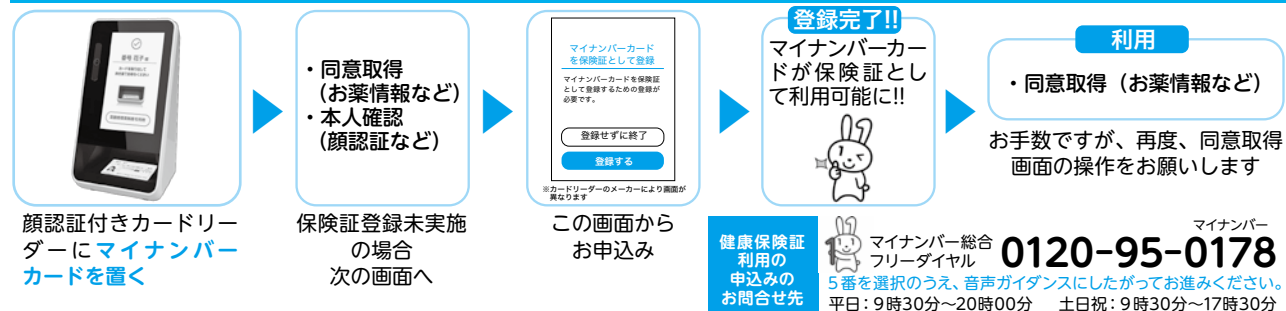 顔認証付きカードリー
ダーにマイナンバー
カードを置く
・同意取得
（お薬情報など）
・本人確認
（顔認証など）
保険証登録未実施
の場合
次の画面へ
マイナンバーカード
を保険証として登録
マイナンバーカードを保険証
として登録するための登録が
必要です。
登録せずに終了
登録する
※カードリーダーのメーカーにより画面が
異なります
この画面から
お申込み
登録完了!!
マイナンバーカー
ドが保険証とし
て利用可能に!!
利用
・同意取得（お薬情報など）
お手数ですが、再度、同意取得
画面の操作をお願いします
健康保険証
利用の
申込みの
お問合せ先
マイナンバー総合
フリーダイヤル
マイナンバー
0120-95-0178
5番を選択のうえ、音声ガイダンスにしたがってお進みください。
平日：9時30分～20時00分　土日祝：9時30分～17時30分